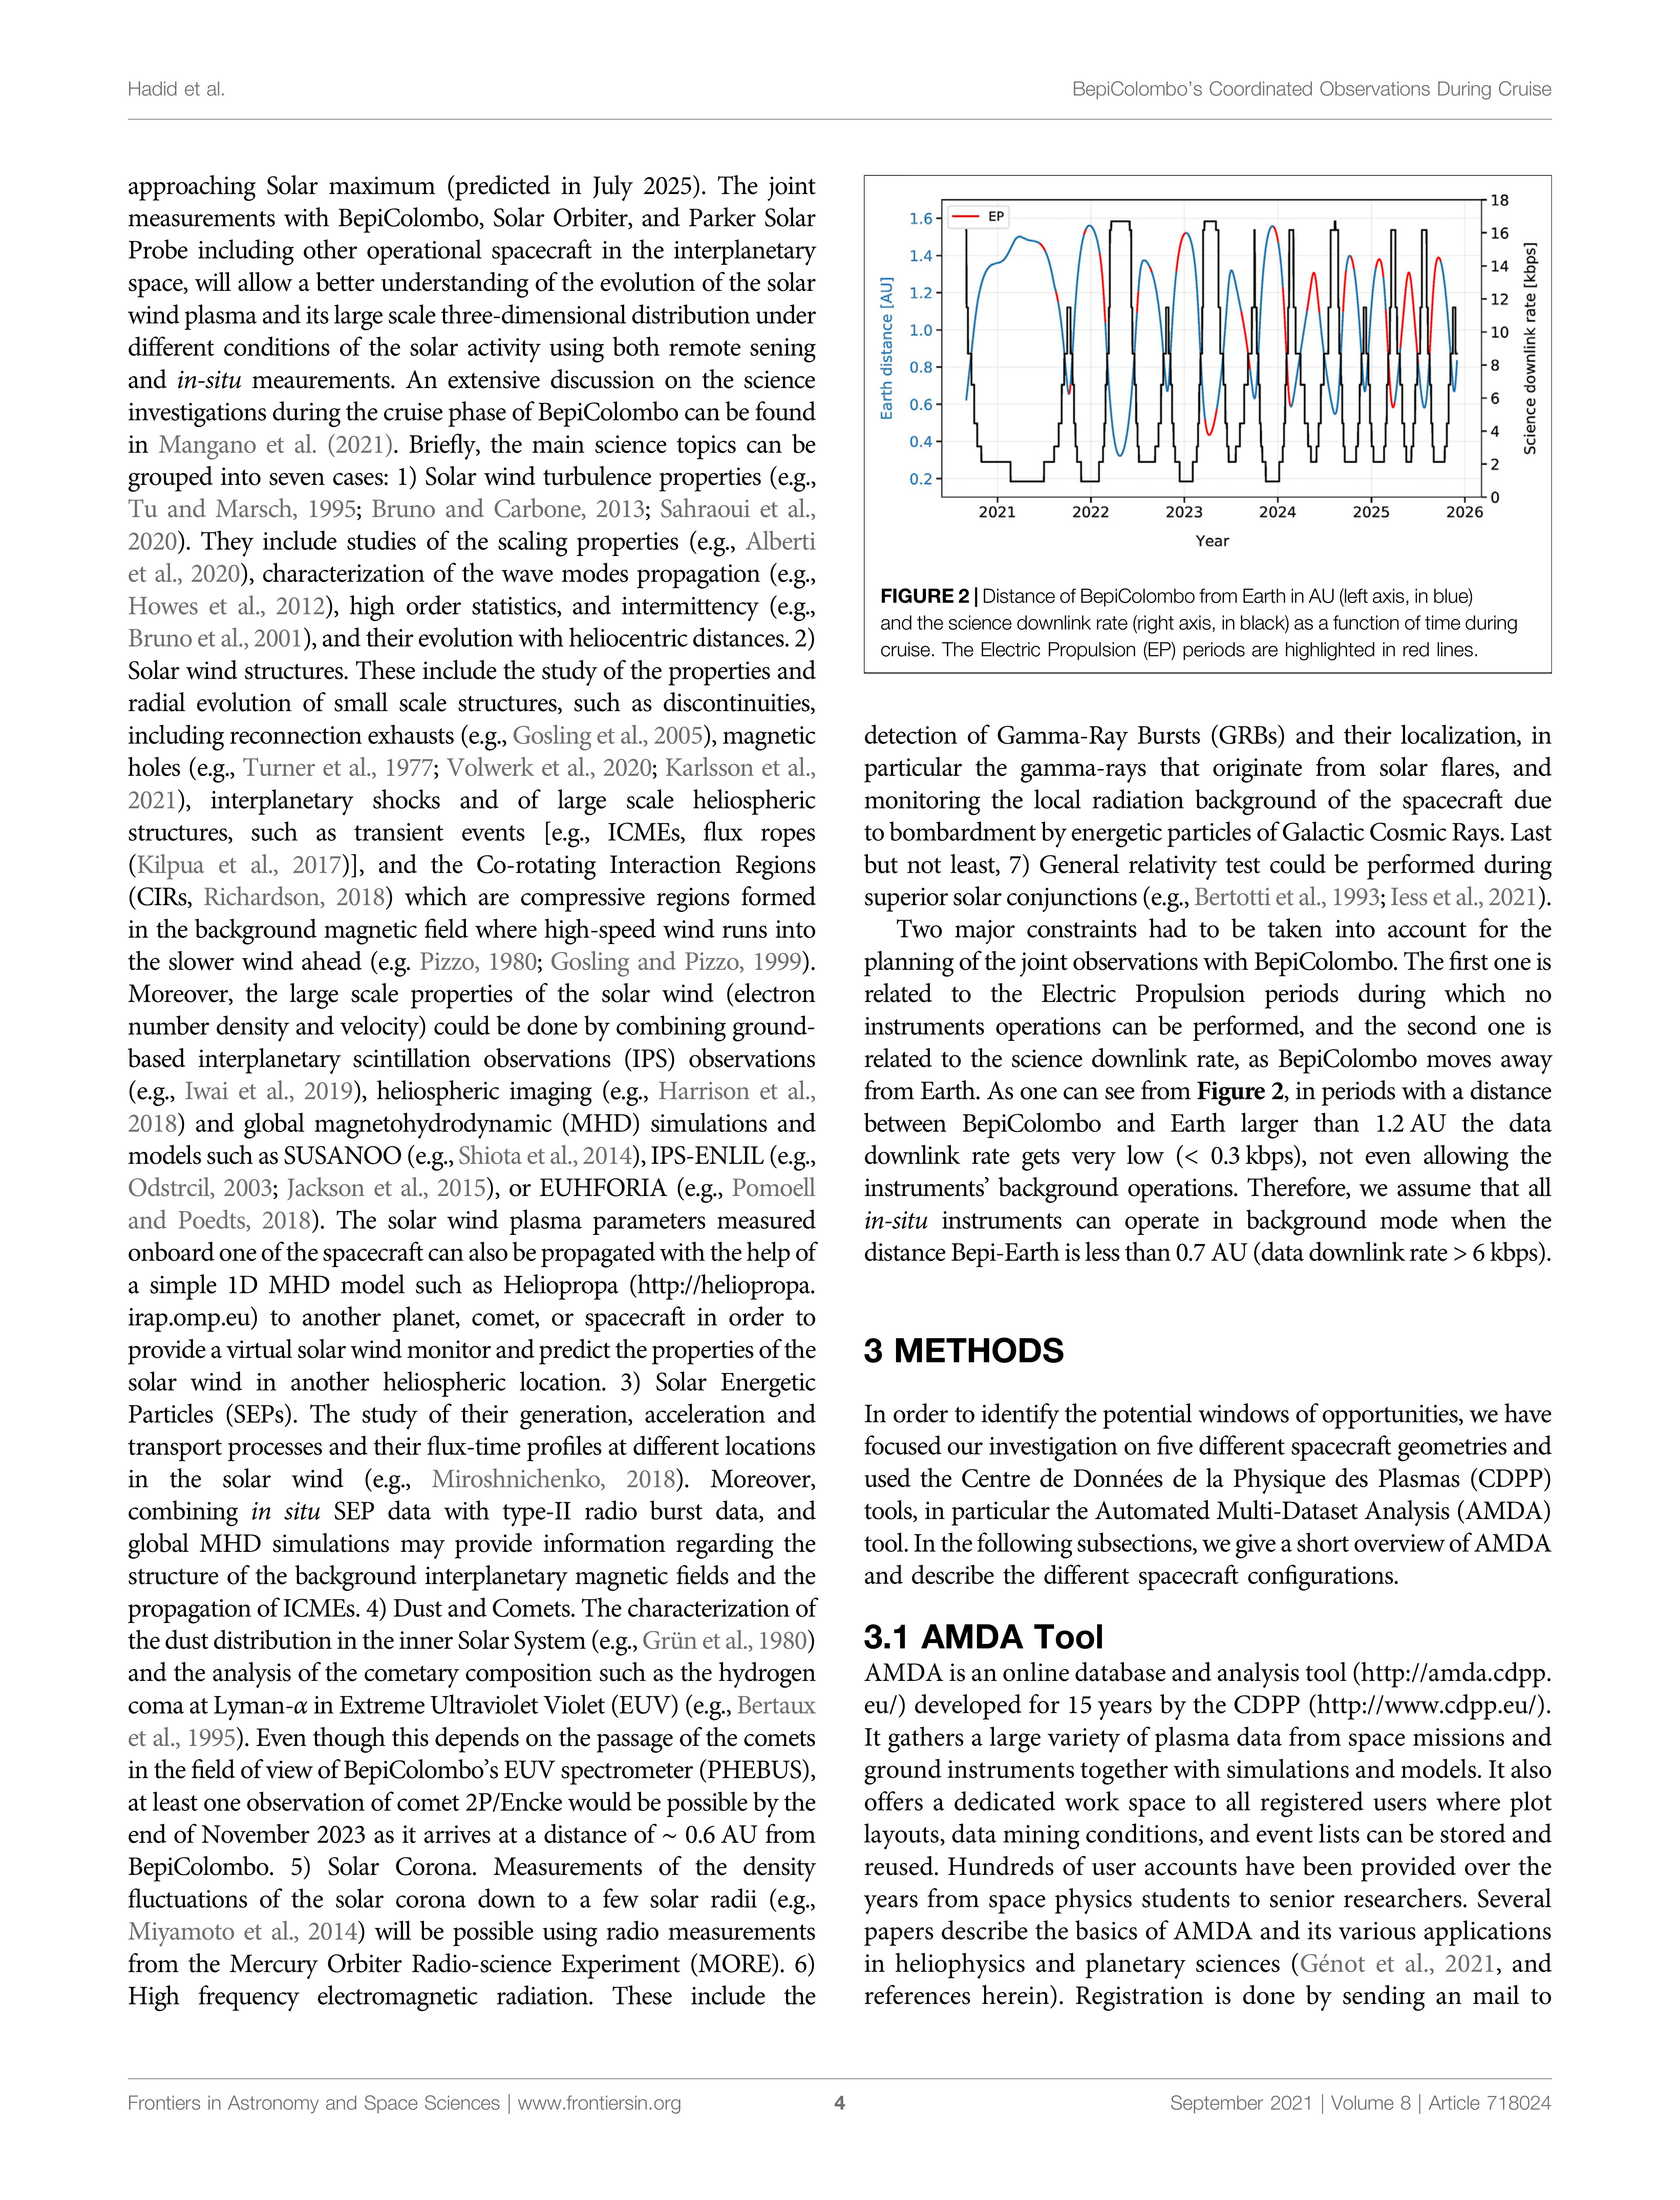 Hadid et al.
BepiColombo's Coordinated Observations During Cruise
approaching Solar maximum (predicted in July 2025). The joint
measurements with BepiColombo, Solar Orbiter, and Parker Solar
Probe including other operational spacecraft in the interplanetary
space, will allow a better understanding of the evolution of the solar
wind plasma and its large scale three-dimensional distribution under
different conditions of the solar activity using both remote sening
and in-situ meaurements. An extensive discussion on the science
investigations during the cruise phase of BepiColombo can be found
in Mangano et al. (2021). Briefly, the main science topics can be
grouped into seven cases: 1) Solar wind turbulence properties (e.g.,
Tu and Marsch, 1995; Bruno and Carbone, 2013; Sahraoui et al.,
2020). They include studies of the scaling properties (e.g., Alberti
et al., 2020), characterization of the wave modes propagation (e.g.,
Howes et al., 2012), high order statistics, and intermittency (e.g.,
Bruno et al., 2001), and their evolution with heliocentric distances. 2)
Solar wind structures. These include the study of the properties and
radial evolution of small scale structures, such as discontinuities,
including reconnection exhausts (e.g., Gosling et al., 2005), magnetic
holes (e.g., Turner et al., 1977; Volwerk et al., 2020; Karlsson et al.,
2021), interplanetary shocks and of large scale heliospheric
structures, such as transient events [e.g., ICMEs, flux ropes
(Kilpua et al., 2017)], and the Co-rotating Interaction Regions
(CIRs, Richardson, 2018) which are compressive regions formed
in the background magnetic field where high-speed wind runs into
the slower wind ahead (e.g. Pizzo, 1980; Gosling and Pizzo, 1999).
Moreover, the large scale properties of the solar wind (electron
number density and velocity) could be done by combining ground-
based interplanetary scintillation observations (IPS) observations
(e.g., Iwai et al., 2019), heliospheric imaging (e.g., Harrison et al.,
2018) and global magnetohydrodynamic (MHD) simulations and
models such as SUSANOO (e.g., Shiota et al., 2014), IPS-ENLIL (e.g.,
Odstrcil, 2003; Jackson et al., 2015), or EUHFORIA (e.g., Pomoell
and Poedts, 2018). The solar wind plasma parameters measured
onboard one of the spacecraft can also be propagated with the help of
a simple 1D MHD model such as Heliopropa (http://heliopropa.
irap.omp.eu) to another planet, comet, or spacecraft in order to
provide a virtual solar wind monitor and predict the properties of the
solar wind in another heliospheric location. 3) Solar Energetic
Particles (SEPs). The study of their generation, acceleration and
transport processes and their flux-time profiles at different locations
in the solar wind (e.g., Miroshnichenko, 2018). Moreover,
combining in situ SEP data with type-II radio burst data, and
global MHD simulations may provide information regarding the
structure of the background interplanetary magnetic fields and the
propagation of ICMEs. 4) Dust and Comets. The characterization of
the dust distribution in the inner Solar System (e.g., Grün et al., 1980)
and the analysis of the cometary composition such as the hydrogen
coma at Lyman-α in Extreme Ultraviolet Violet (EUV) (e.g., Bertaux
et al., 1995). Even though this depends on the passage of the comets
in the field of view of BepiColombo's EUV spectrometer (PHEBUS),
at least one observation of comet 2P/Encke would be possible by the
end of November 2023 as it arrives at a distance of ~ 0.6 AU from
BepiColombo. 5) Solar Corona. Measurements of the density
fluctuations of the solar corona down to a few solar radii (e.g.,
Miyamoto et al., 2014) will be possible using radio measurements
from the Mercury Orbiter Radio-science Experiment (MORE). 6)
High frequency electromagnetic radiation. These include the
EP
1.6
1.4
1.2
1.0
0.8
0.6
0.4
0.2
Earth distance [AU]
18
16
14
12
10
8
6
4
2
0
Science downlink rate [kbps]
2021 2022 2023 2024 2025 2026
Year
FIGURE 2 | Distance of BepiColombo from Earth in AU (left axis, in blue)
and the science downlink rate (right axis, in black) as a function of time during
cruise. The Electric Propulsion (EP) periods are highlighted in red lines.
detection of Gamma-Ray Bursts (GRBs) and their localization, in
particular the gamma-rays that originate from solar flares, and
monitoring the local radiation background of the spacecraft due
to bombardment by energetic particles of Galactic Cosmic Rays. Last
but not least, 7) General relativity test could be performed during
superior solar conjunctions (e.g., Bertotti et al., 1993; Iess et al., 2021).
Two major constraints had to be taken into account for the
planning of the joint observations with BepiColombo. The first one is
related to the Electric Propulsion periods during which no
instruments operations can be performed, and the second one is
related to the science downlink rate, as BepiColombo moves away
from Earth. As one can see from Figure 2, in periods with a distance
between BepiColombo and Earth larger than 1.2 AU the data
downlink rate gets very low (< 0.3 kbps), not even allowing the
instruments' background operations. Therefore, we assume that all
in-situ instruments can operate in background mode when the
distance Bepi-Earth is less than 0.7 AU (data downlink rate > 6 kbps).
3 METHODS
In order to identify the potential windows of opportunities, we have
focused our investigation on five different spacecraft geometries and
used the Centre de Données de la Physique des Plasmas (CDPP)
tools, in particular the Automated Multi-Dataset Analysis (AMDA)
tool. In the following subsections, we give a short overview of AMDA
and describe the different spacecraft configurations.
3.1 AMDA Tool
AMDA is an online database and analysis tool (http://amda.cdpp.
eu/) developed for 15 years by the CDPP (http://www.cdpp.eu/).
It gathers a large variety of plasma data from space missions and
ground instruments together with simulations and models. It also
offers a dedicated work space to all registered users where plot
layouts, data mining conditions, and event lists can be stored and
reused. Hundreds of user accounts have been provided over the
years from space physics students to senior researchers. Several
papers describe the basics of AMDA and its various applications
in heliophysics and planetary sciences (Génot et al., 2021, and
references herein). Registration is done by sending an mail to
Frontiers in Astronomy and Space Sciences | www.frontiersin.org
4
September 2021 | Volume 8 | Article 718024